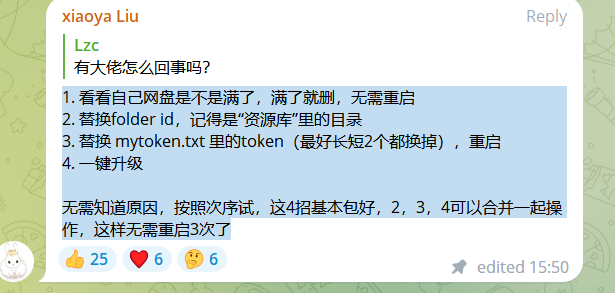 xiaoya Liu
Reply
Lzc
有大佬怎么回事吗？
1. 看看自己网盘是不是满了，满了就删，无需重启
2. 替换folder id，记得是“资源库”里的目录
3. 替换 mytoken.txt 里的token（最好长短2个都换掉），重启
4. 一键升级
无需知道原因，按照次序试，这4招基本包好，2，3，4可以合并一起操
作，这样无需重启3次了
25
6
6
edited 15:50